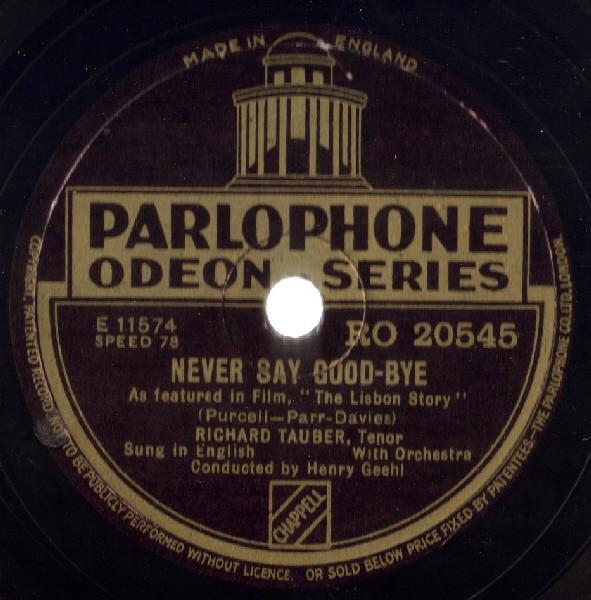 MADE IN ENGLAND
PARLOPHONE
ODEON SERIES
E 11574
SPEED 78
RO 20545
NEVER SAY GOOD-BYE
As featured in Film, "The Lisbon Story"
(Purcell—Parr-Davies)
RICHARD TAUBER, Tenor
Sung in English With Orchestra
Conducted by Henry Geehl
CHAPPELL
COPYRIGHT, PATENTED RECORD, NOT TO BE PUBLICLY PERFORMED WITHOUT LICENCE, OR SOLD BELOW PRICE FIXED BY PATENTEES—THE PARLOPHONE CO. LTD. LONDON.